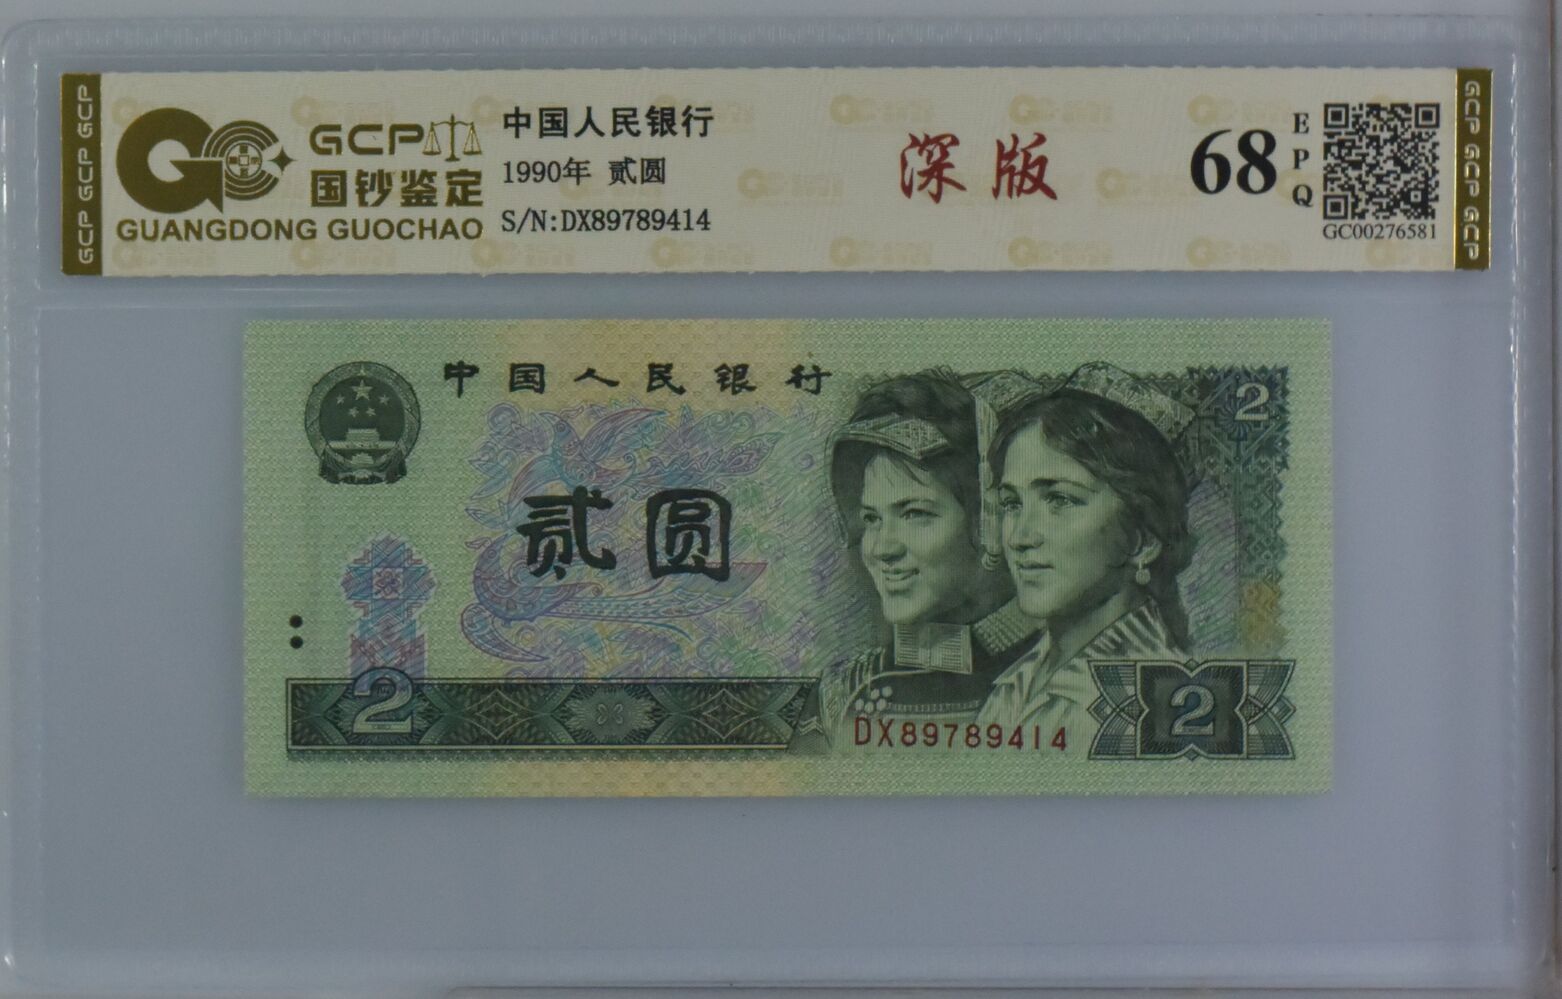 GCP GCP GCP
GCP
国钞鉴定
GUANGDONG GUOCHAO
中国人民银行
1990年 贰圆
S/N:DX89789414
深版
68
EPQ
GC00276581
GCP GCP GCP
中国人民银行
2
贰圆
2
DX89789414
2